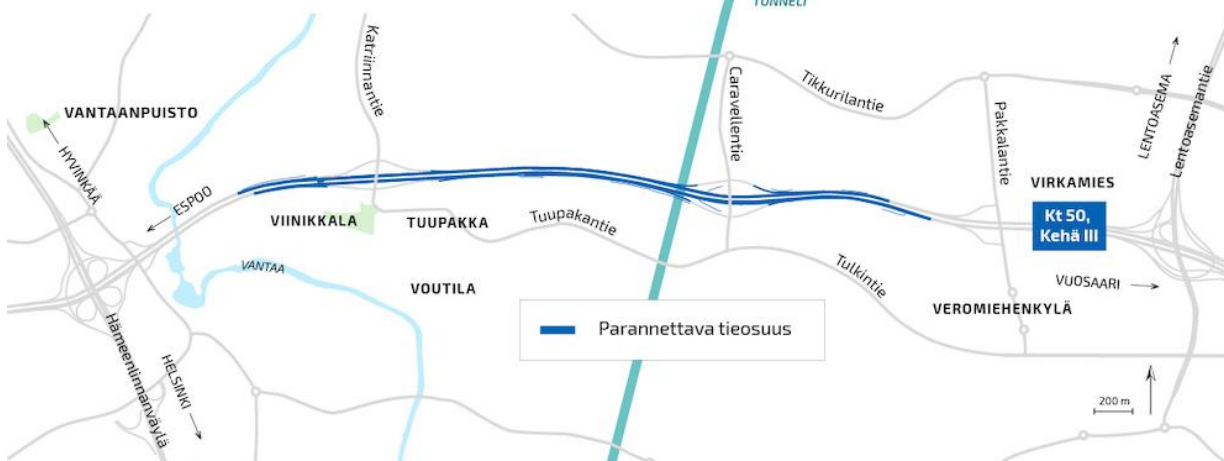 TUNNELI
Katriinnantie
VANTAANPUISTO
HYVINKÄÄ
ESPOO
Caravellentie
Tikkurilantie
Pakkalantie
LENTOASEMA
Lentoasemantie
VIRKAMIES
Kt 50,
Kehä III
VIINIKKALA
TUUPAKKA
Tuupakantie
VANTAA
VOUTILA
Tulkintie
VUOSAARI
VEROMIEHENKYLÄ
Parannettava tieosuus
Hämeenlinnanväylä
HELSINKI
200 m